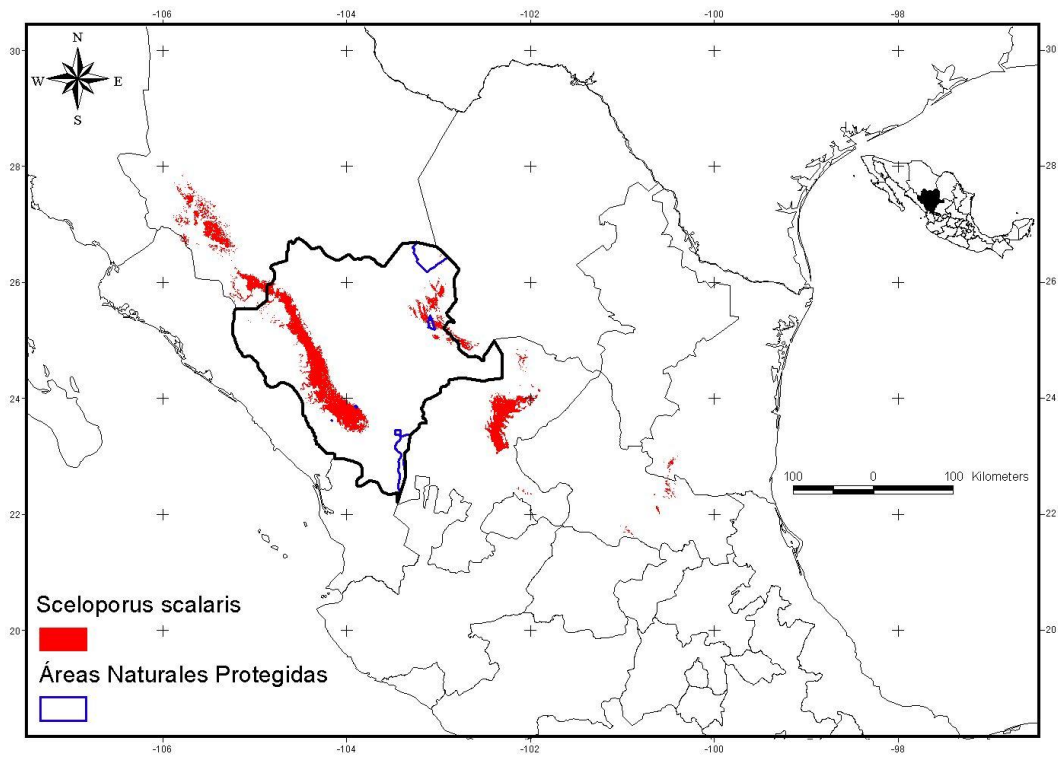 -106 -104 -102 -100 -98
N
W E
S
30 30
28 28
26 26
24 24
22 22
20 20
100 0 100 Kilometers
Sceloporus scalaris
Áreas Naturales Protegidas
-106 -104 -102 -100 -98